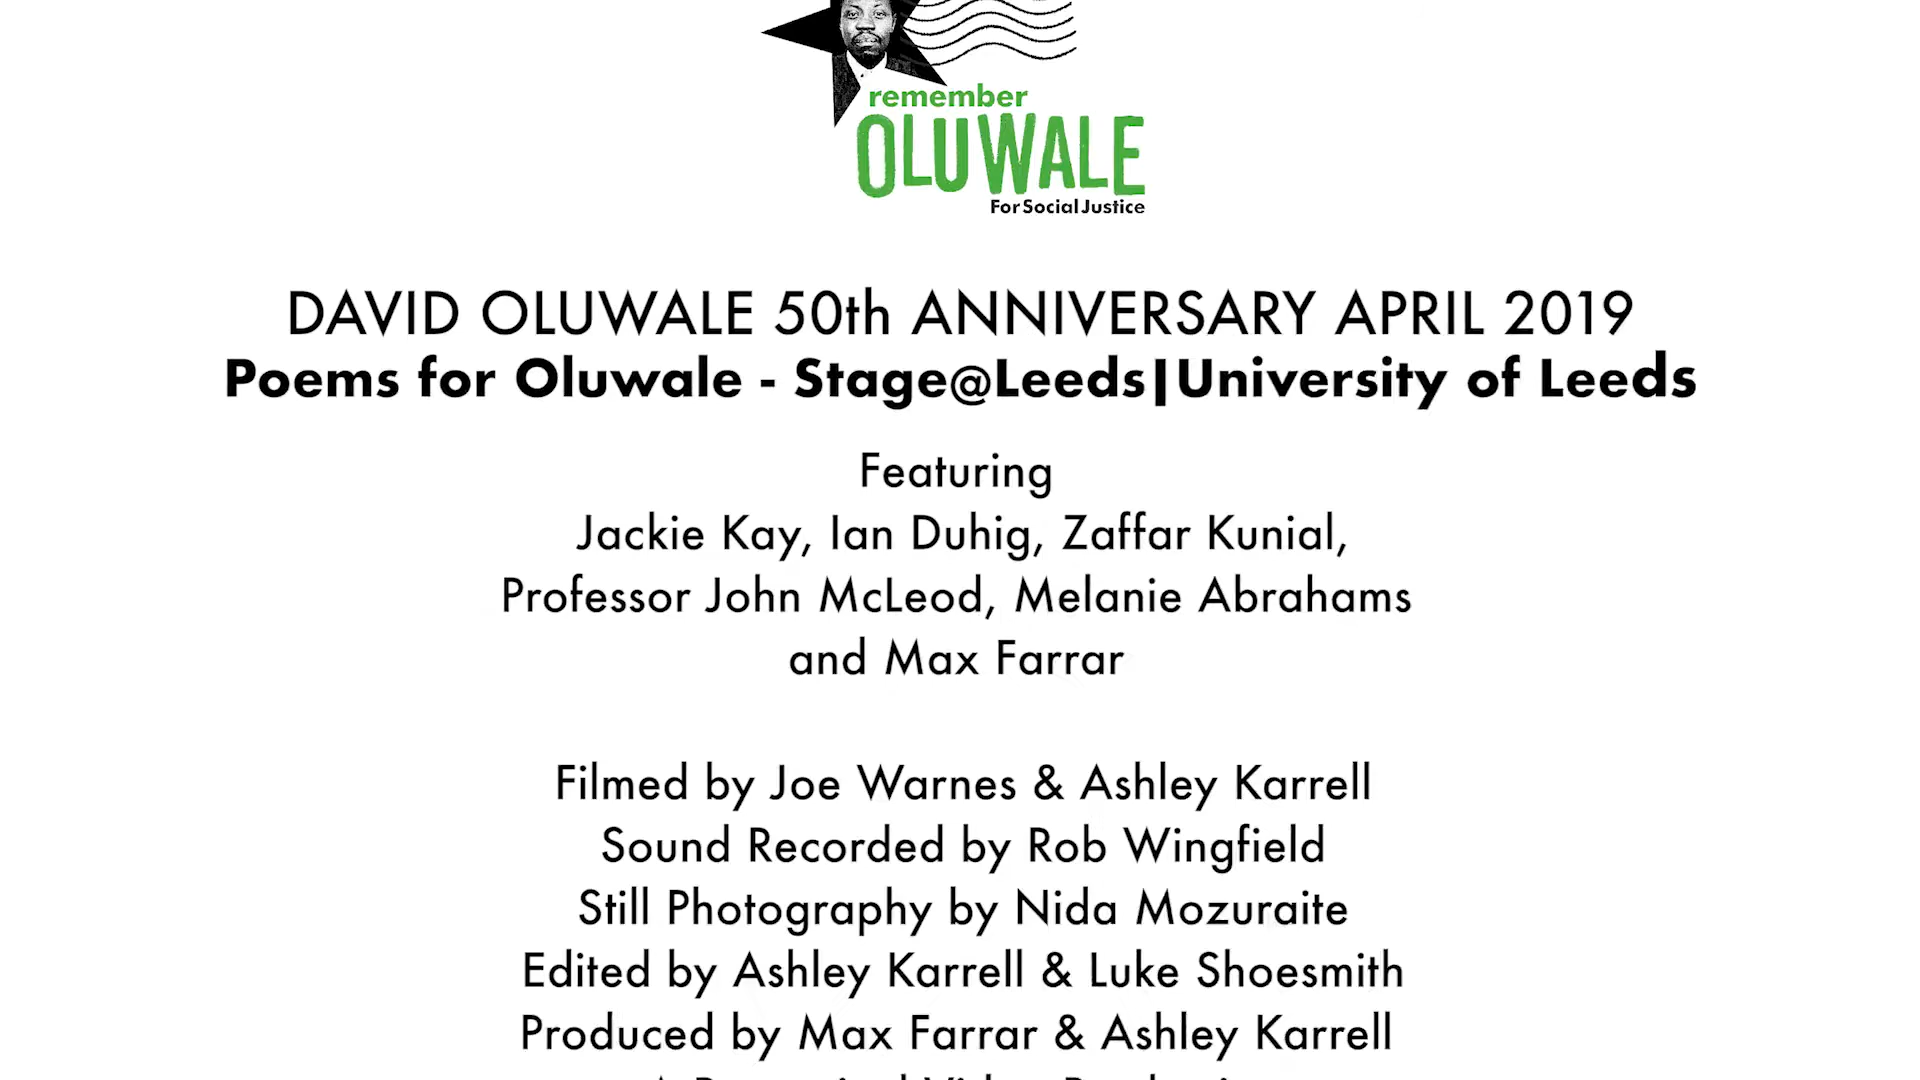 remember
OLUWALE
For Social Justice
DAVID OLUWALE 50th ANNIVERSARY APRIL 2019
Poems for Oluwale - Stage@Leeds|University of Leeds
Featuring
Jackie Kay, Ian Duhig, Zaffar Kunial,
Professor John McLeod, Melanie Abrahams
and Max Farrar
Filmed by Joe Warnes & Ashley Karrell
Sound Recorded by Rob Wingfield
Still Photography by Nida Mozuraite
Edited by Ashley Karrell & Luke Shoesmith
Produced by Max Farrar & Ashley Karrell